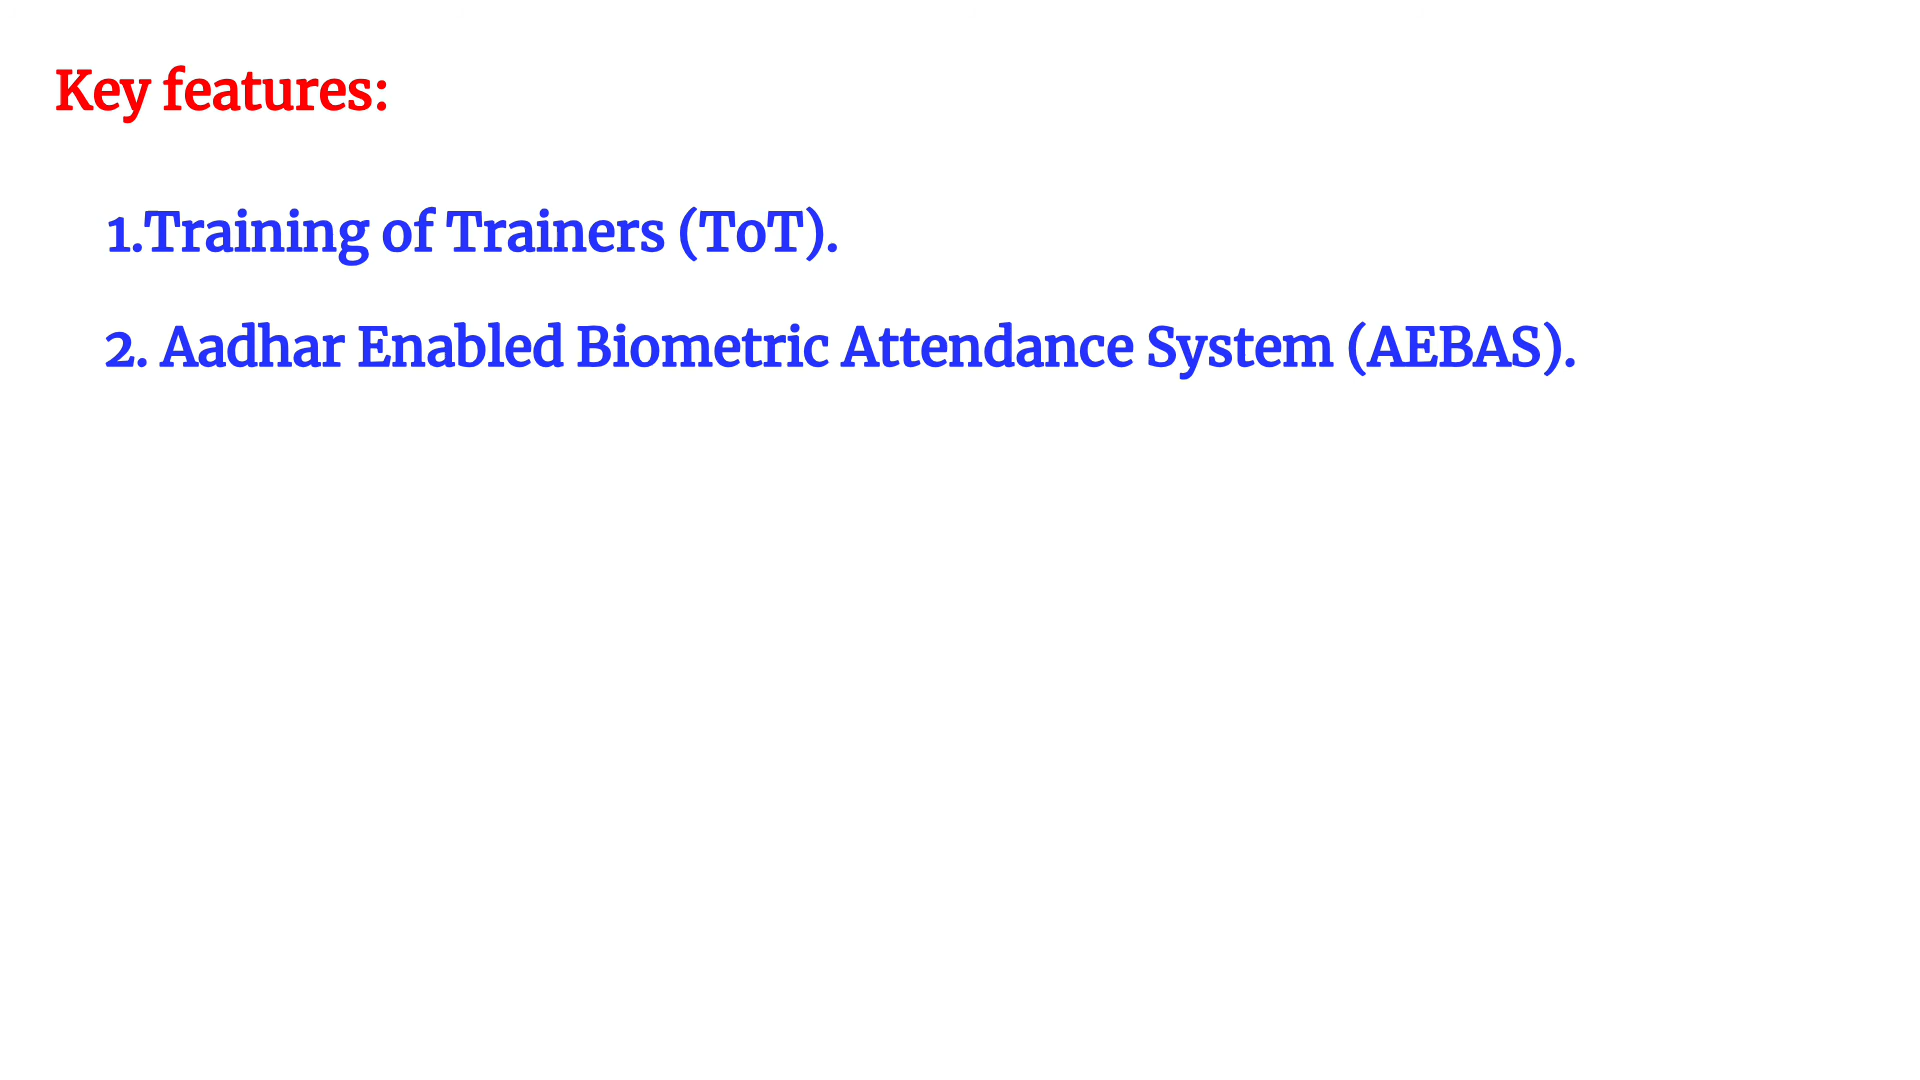 Key features:
1.Training of Trainers (ToT).
2. Aadhar Enabled Biometric Attendance System (AEBAS).